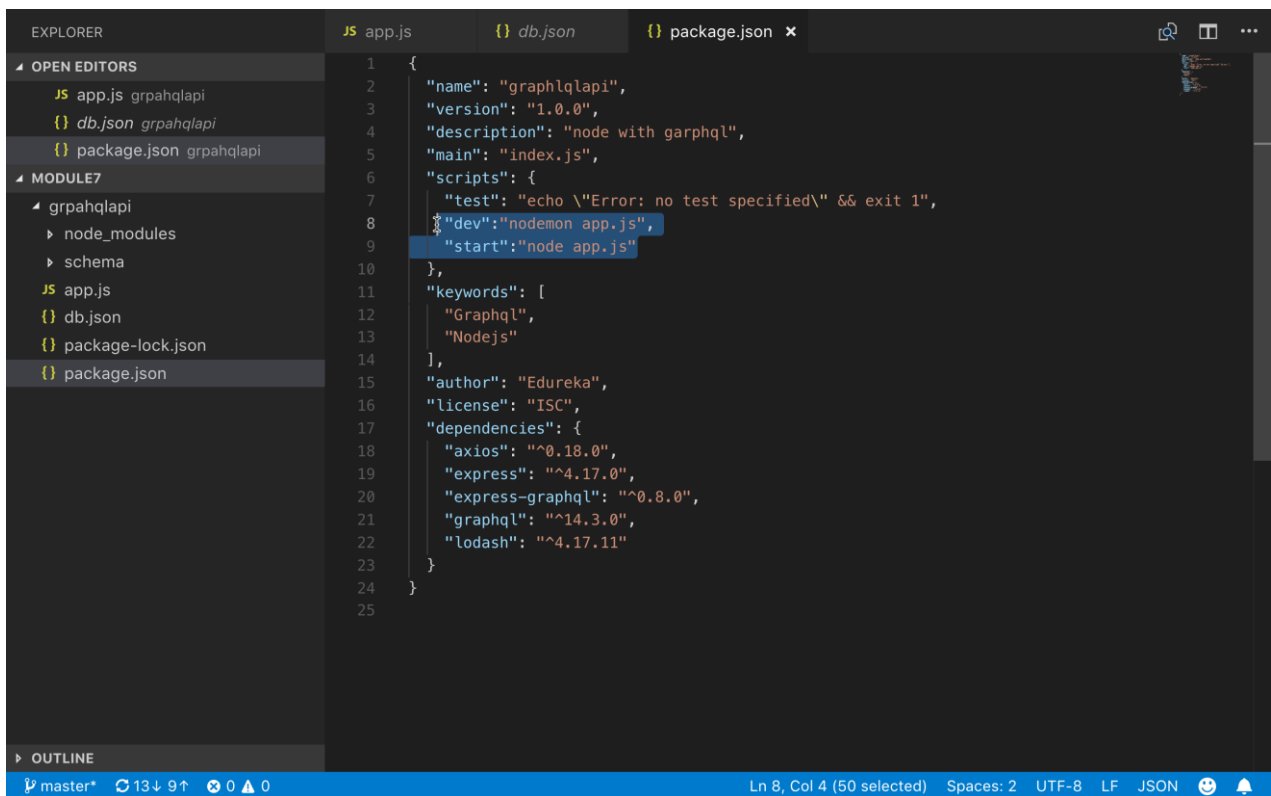 EXPLORER
JS app.js
{} db.json
{} package.json ×
OPEN EDITORS
JS app.js grpahqlapi
{} db.json grpahqlapi
{} package.json grpahqlapi
MODULE7
grpahqlapi
node_modules
schema
JS app.js
{} db.json
{} package-lock.json
{} package.json
OUTLINE
1 {
2 "name": "graphlqlapi",
3 "version": "1.0.0",
4 "description": "node with garphql",
5 "main": "index.js",
6 "scripts": {
7 "test": "echo \"Error: no test specified\" && exit 1",
8 "dev":"nodemon app.js",
9 "start":"node app.js"
10 },
11 "keywords": [
12 "Graphql",
13 "Nodejs"
14 ],
15 "author": "Edureka",
16 "license": "ISC",
17 "dependencies": {
18 "axios": "^0.18.0",
19 "express": "^4.17.0",
20 "express-graphql": "^0.8.0",
21 "graphql": "^14.3.0",
22 "lodash": "^4.17.11"
23 }
24 }
25
master* 13↓ 9↑ 0 0 Ln 8, Col 4 (50 selected) Spaces: 2 UTF-8 LF JSON